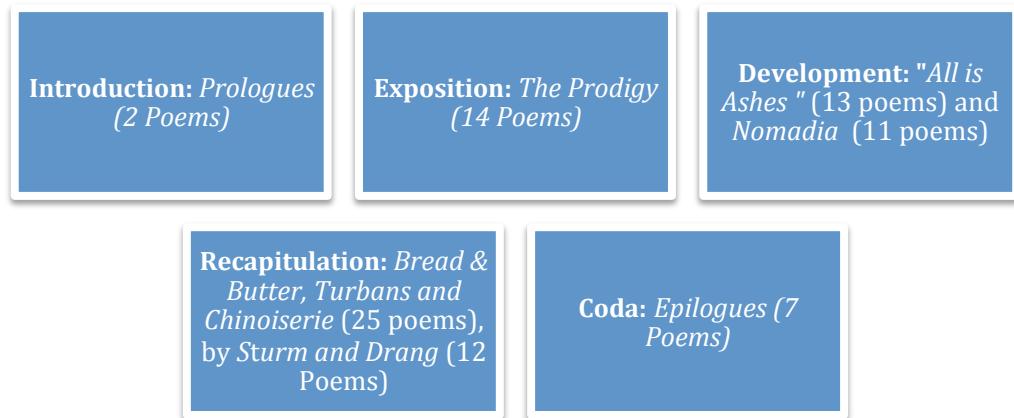 Introduction: Prologues
(2 Poems)
Exposition: The Prodigy
(14 Poems)
Development: "All is
Ashes " (13 poems) and
Nomadia (11 poems)
Recapitulation: Bread &
Butter, Turbans and
Chinoiserie (25 poems),
by Sturm and Drang (12
Poems)
Coda: Epilogues (7
Poems)